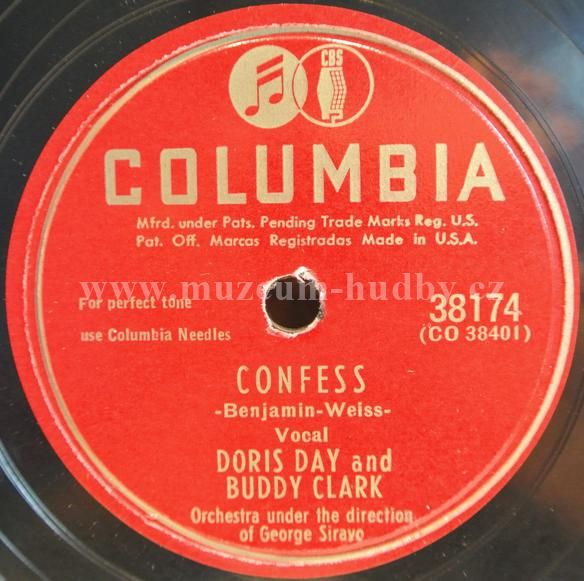 CBS
COLUMBIA
Mfrd. under Pats. Pending Trade Marks Reg. U.S.
Pat. Off. Marcas Registradas Made in U.S.A.
www.muzeum-hudby.cz
For perfect tone
use Columbia Needles
38174
(CO 38401)
CONFESS
-Benjamin-Weiss-
Vocal
DORIS DAY and
BUDDY CLARK
Orchestra under the direction
of George Siravo